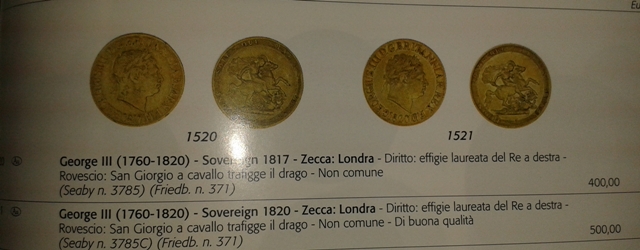 Eu
1520 1521
George III (1760-1820) - Sovereign 1817 - Zecca: Londra - Diritto: effigie laureata del Re a destra -
Rovescio: San Giorgio a cavallo trafigge il drago - Non comune
(Seaby n. 3785) (Friedb. n. 371) 400,00
George III (1760-1820) - Sovereign 1820 - Zecca: Londra - Diritto: effigie laureata del Re a destra -
Rovescio: San Giorgio a cavallo trafigge il drago - Non comune - Di buona qualità
(Seaby n. 3785C) (Friedb. n. 371) 500,00